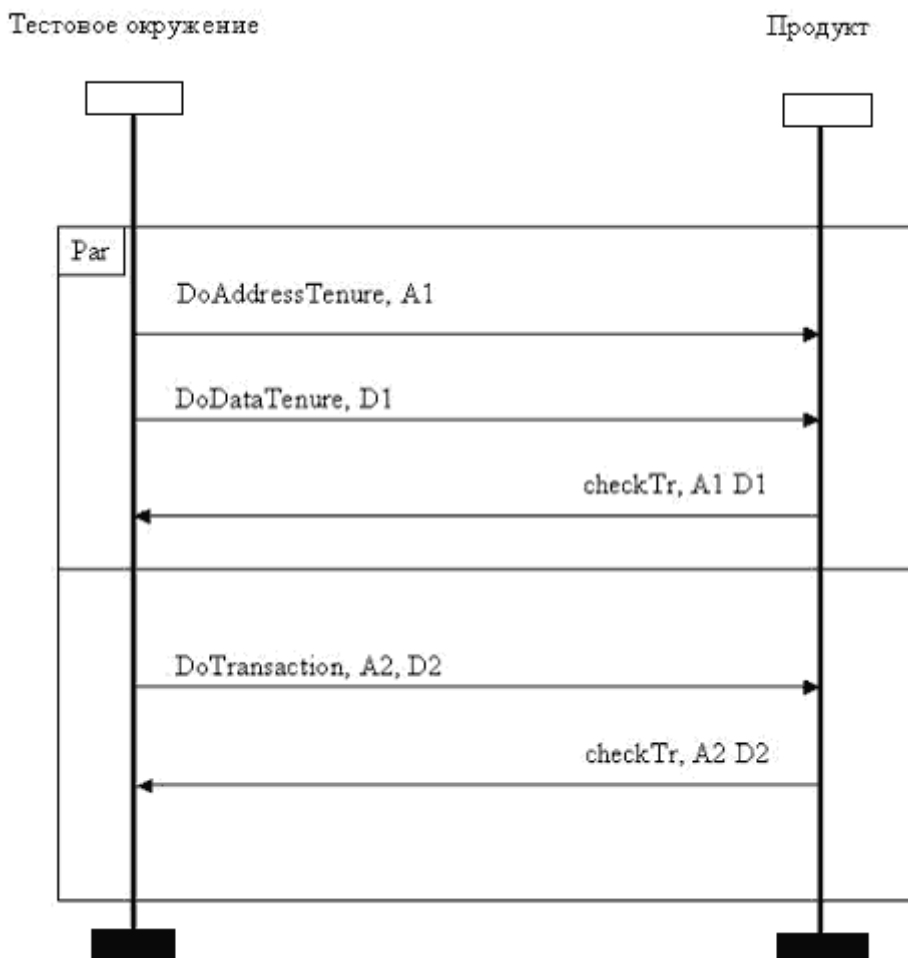 Тестовое окружение
Продукт
Par
DoAddressTenure, A1
DoDataTenure, D1
checkTr, A1 D1
DoTransaction, A2, D2
checkTr, A2 D2